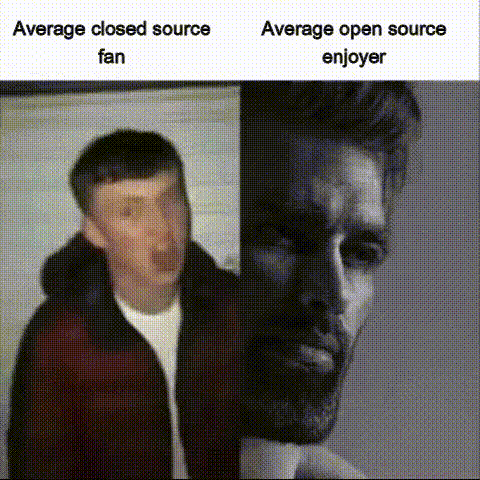 Average closed source
fan
Average open source
enjoyer